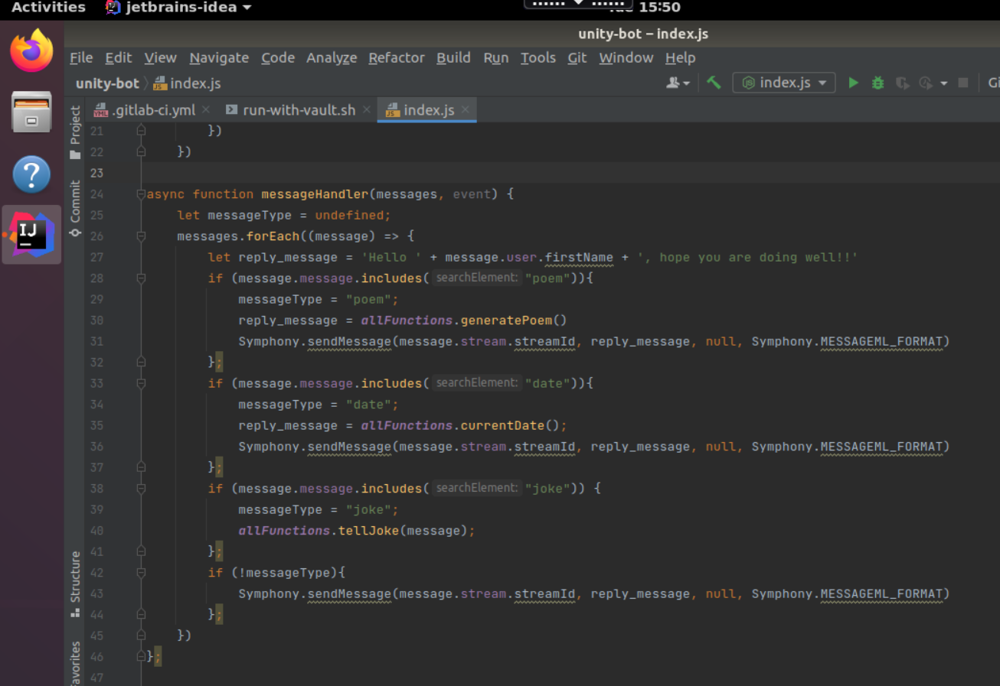 Activities jetbrains-idea 15:50
unity-bot – index.js
File Edit View Navigate Code Analyze Refactor Build Run Tools Git Window Help
unity-bot index.js index.js
.gitlab-ci.yml run-with-vault.sh index.js
Project
Commit
Structure
21 })
22 })
23
24 async function messageHandler(messages, event) {
25 let messageType = undefined;
26 messages.forEach((message) => {
27 let reply_message = 'Hello ' + message.user.firstName + ', hope you are doing well!!'
28 if (message.message.includes( searchElement: "poem")){
29 messageType = "poem";
30 reply_message = allFunctions.generatePoem()
31 Symphony.sendMessage(message.stream.streamId, reply_message, null, Symphony.MESSAGEML_FORMAT)
32 };
33 if (message.message.includes( searchElement: "date")){
34 messageType = "date";
35 reply_message = allFunctions.currentDate();
36 Symphony.sendMessage(message.stream.streamId, reply_message, null, Symphony.MESSAGEML_FORMAT)
37 };
38 if (message.message.includes( searchElement: "joke")) {
39 messageType = "joke";
40 allFunctions.tellJoke(message);
41 };
42 if (!messageType){
43 Symphony.sendMessage(message.stream.streamId, reply_message, null, Symphony.MESSAGEML_FORMAT)
44 };
45 })
46 };
47